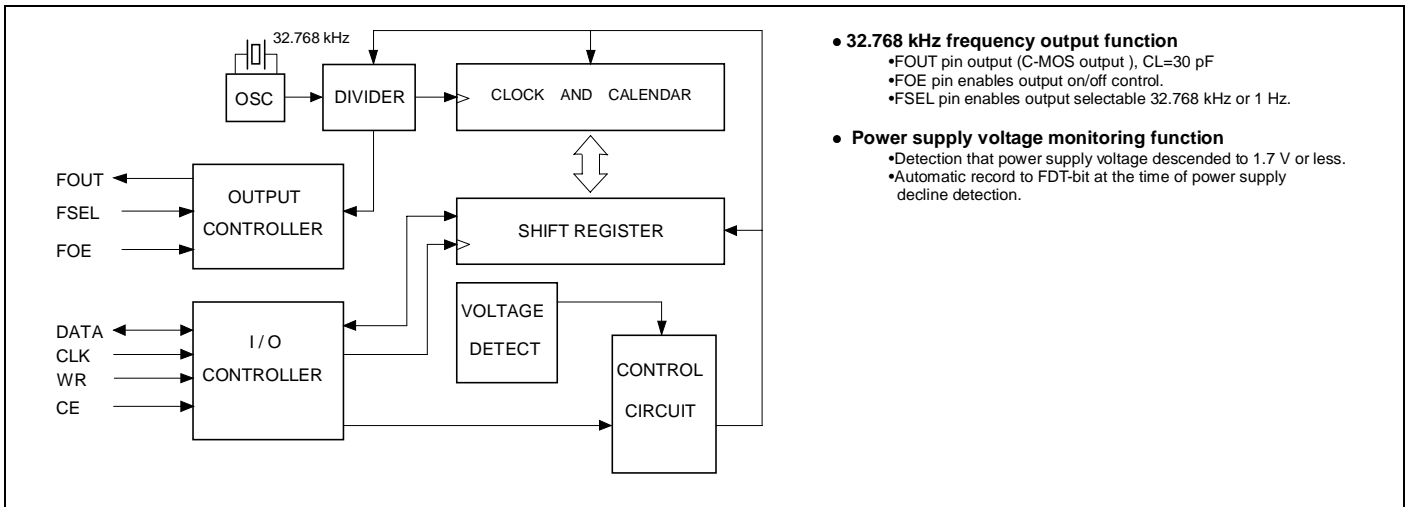 32.768 kHz
OSC
DIVIDER
CLOCK AND CALENDAR
FOUT
FSEL
FOE
OUTPUT
CONTROLLER
SHIFT REGISTER
VOLTAGE
DETECT
DATA
CLK
WR
CE
I / O
CONTROLLER
CONTROL
CIRCUIT
● 32.768 kHz frequency output function
•FOUT pin output (C-MOS output ), CL=30 pF
•FOE pin enables output on/off control.
•FSEL pin enables output selectable 32.768 kHz or 1 Hz.
● Power supply voltage monitoring function
•Detection that power supply voltage descended to 1.7 V or less.
•Automatic record to FDT-bit at the time of power supply
decline detection.